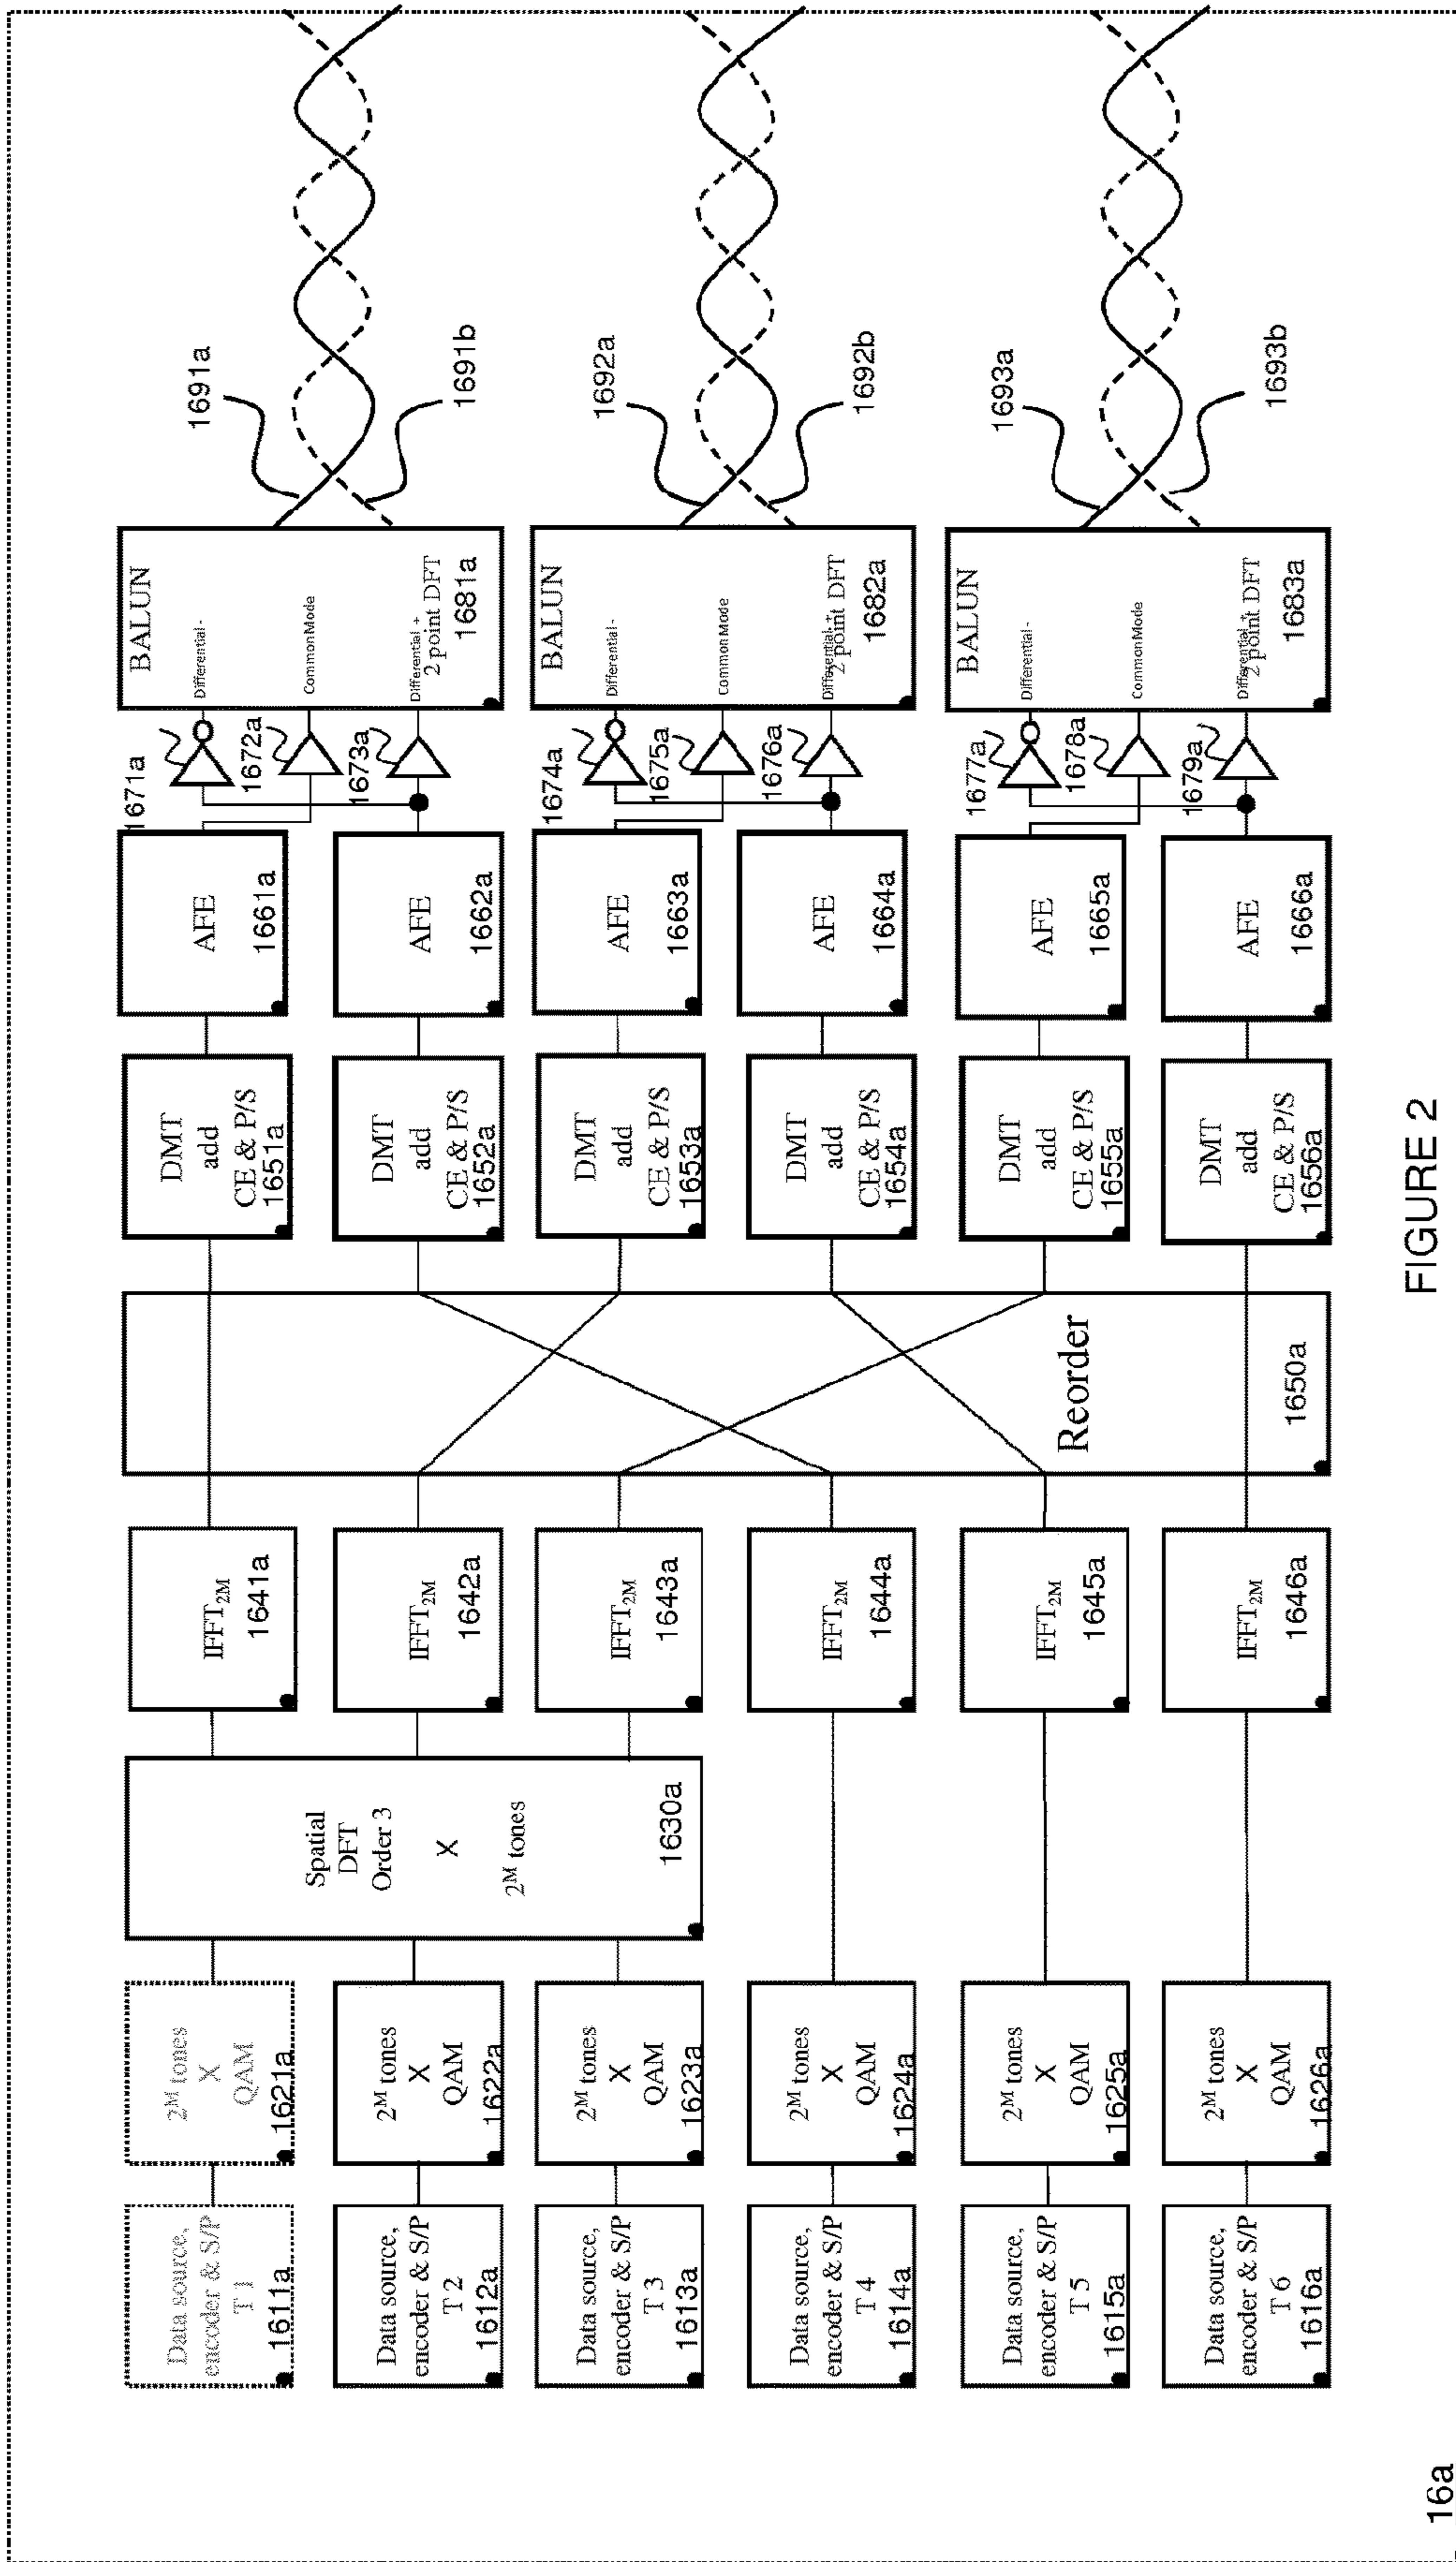 Data source,
encoder & S/P
T 1
1611a
Data source,
encoder & S/P
T 2
1612a
Data source,
encoder & S/P
T 3
1613a
Data source,
encoder & S/P
T 4
1614a
Data source,
encoder & S/P
T 5
1615a
Data source,
encoder & S/P
T 6
1616a
2ᴹ tones
X
QAM
1621a
2ᴹ tones
X
QAM
1622a
2ᴹ tones
X
QAM
1623a
2ᴹ tones
X
QAM
1624a
2ᴹ tones
X
QAM
1625a
2ᴹ tones
X
QAM
1626a
Spatial
DFT
Order 3
X
2ᴹ tones
1630a
IFFT2M
1641a
IFFT2M
1642a
IFFT2M
1643a
IFFT2M
1644a
IFFT2M
1645a
IFFT2M
1646a
Reorder
1650a
DMT
add
CE & P/S
1651a
DMT
add
CE & P/S
1652a
DMT
add
CE & P/S
1653a
DMT
add
CE & P/S
1654a
DMT
add
CE & P/S
1655a
DMT
add
CE & P/S
1656a
AFE
1661a
AFE
1662a
AFE
1663a
AFE
1664a
AFE
1665a
AFE
1666a
1671a
1672a
1673a
1674a
1675a
1676a
1677a
1678a
1679a
BALUN
Differential -
Common Mode
Differential +
2 point DFT
1681a
BALUN
Differential -
Common Mode
Differential +
2 point DFT
1682a
BALUN
Differential -
Common Mode
Differential +
2 point DFT
1683a
1691a
1691b
1692a
1692b
1693a
1693b
16a
FIGURE 2